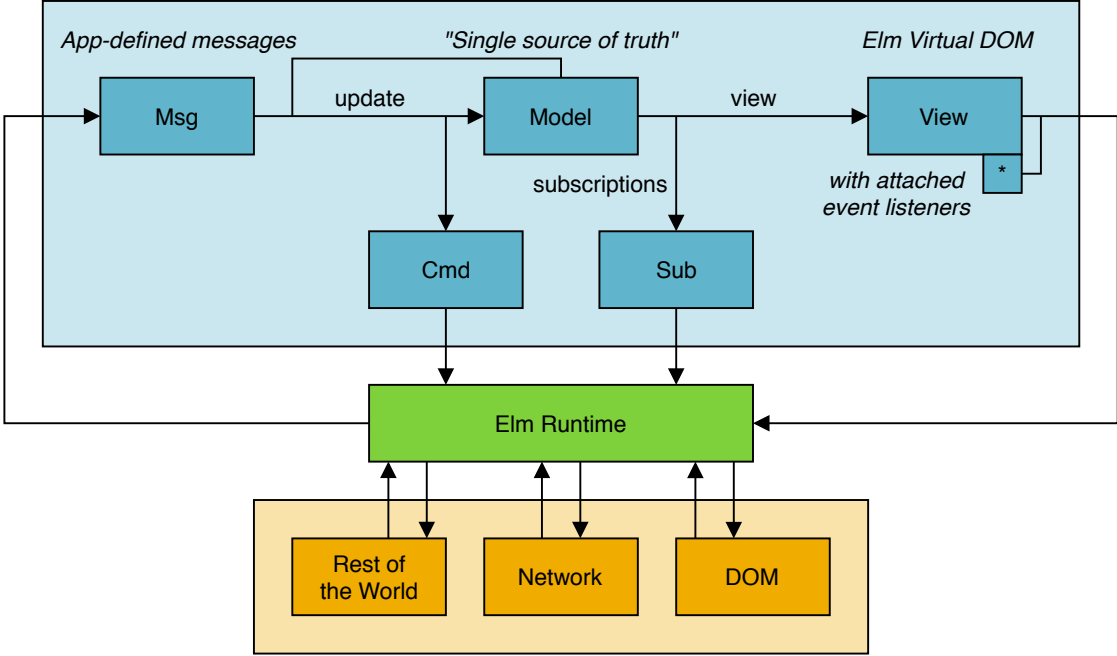 App-defined messages
"Single source of truth"
Elm Virtual DOM
Msg
update
Model
view
View
*
subscriptions
with attached
event listeners
Cmd
Sub
Elm Runtime
Rest of
the World
Network
DOM